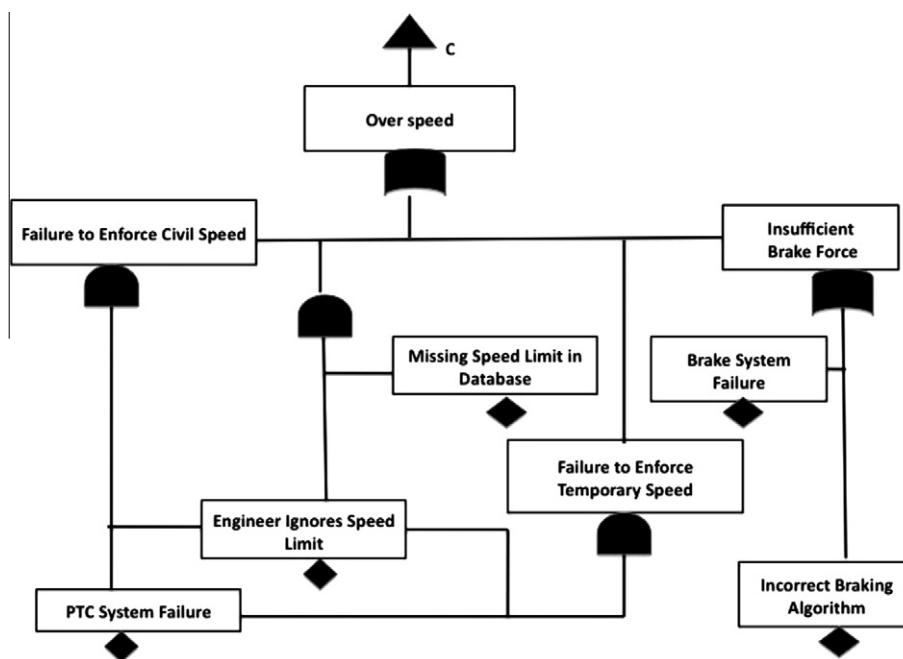 C
Over speed
Failure to Enforce Civil Speed
Insufficient
Brake Force
Missing Speed Limit in
Database
Brake System
Failure
Failure to Enforce
Temporary Speed
Engineer Ignores Speed
Limit
PTC System Failure
Incorrect Braking
Algorithm